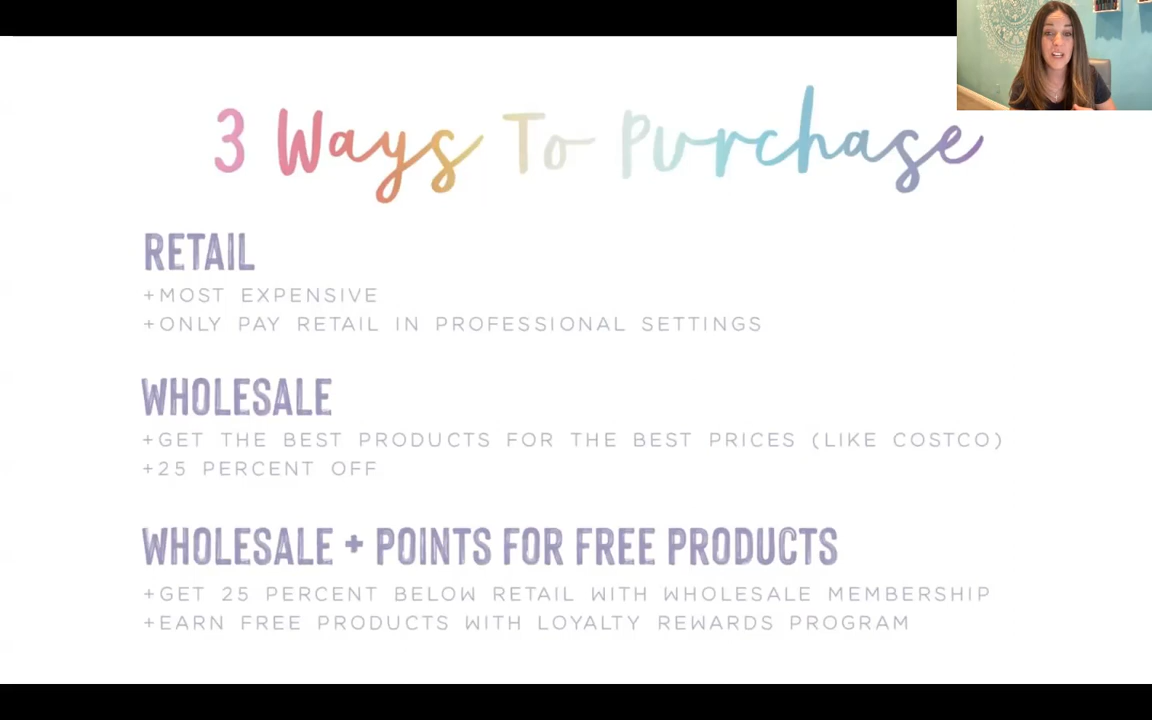 3 Ways To Purchase
RETAIL
+MOST EXPENSIVE
+ONLY PAY RETAIL IN PROFESSIONAL SETTINGS
WHOLESALE
+GET THE BEST PRODUCTS FOR THE BEST PRICES (LIKE COSTCO)
+25 PERCENT OFF
WHOLESALE + POINTS FOR FREE PRODUCTS
+GET 25 PERCENT BELOW RETAIL WITH WHOLESALE MEMBERSHIP
+EARN FREE PRODUCTS WITH LOYALTY REWARDS PROGRAM